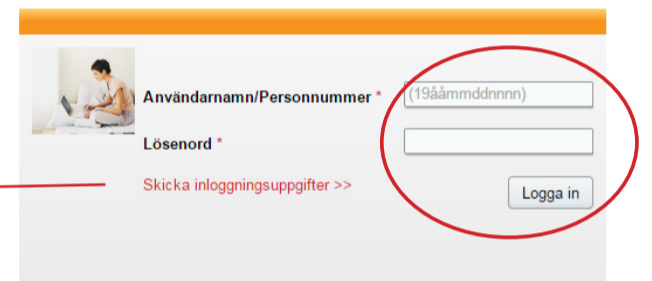 Användarnamn/Personnummer *
(19ååmmddnnnn)
Lösenord *
Skicka inloggningsuppgifter >>
Logga in